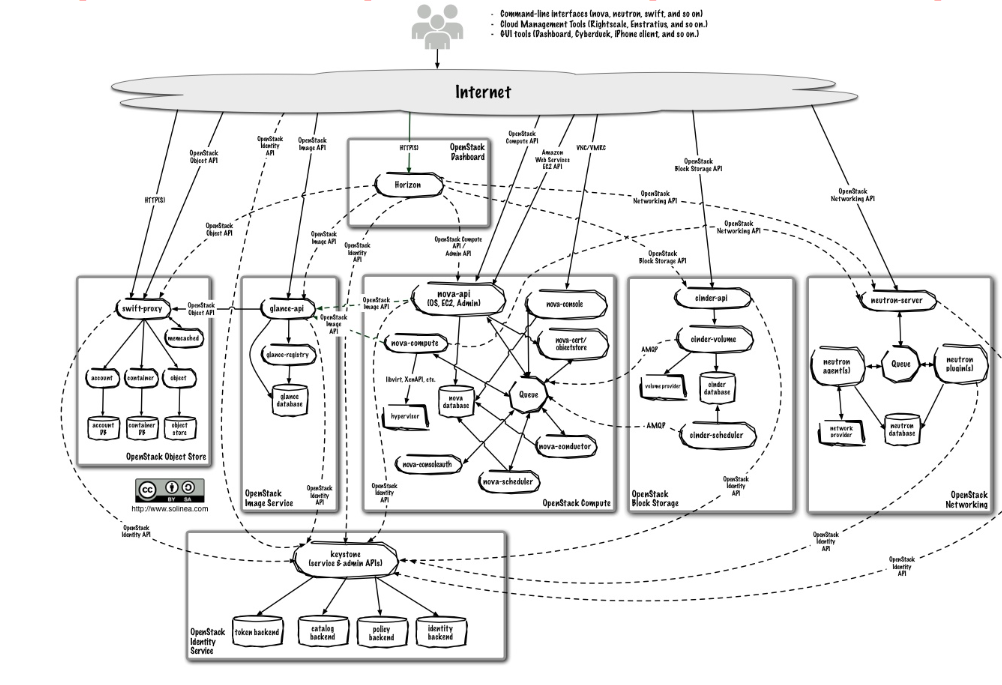 - Command-line interfaces (nova, neutron, swift, and so on)
- Cloud Management Tools (Rightscale, Enstratius, and so on.)
- GUI tools (Dashboard, Cyberduck, iPhone client, and so on.)
Internet
HTTP(S)
OpenStack
Object API
OpenStack
Identity
API
OpenStack
Image API
HTTP(S)
OpenStack
Dashboard
Horizon
OpenStack
Compute API
Amazon
Web Services
EC2 API
VNC/VMRC
OpenStack
Block Storage API
OpenStack
Networking API
OpenStack
Object API
OpenStack
Image API
OpenStack
Identity
API
OpenStack Compute
API /
Admin API
OpenStack
Block Storage API
OpenStack
Networking API
OpenStack
Networking API
swift-proxy
memcached
account
container
object
account
DB
container
DB
object
store
OpenStack Object Store
OpenStack
Object API
glance-api
glance-registry
glance
database
OpenStack
Image Service
OpenStack
Identity
API
OpenStack
Image API
OpenStack
Image
API
nova-api
(OS, EC2, Admin)
nova-console
nova-compute
nova-cert/
objectstore
libvirt, XenAPI, etc.
hypervisor
nova
database
Queue
nova-conductor
nova-consoleauth
nova-scheduler
OpenStack
Identity
API
OpenStack Compute
cinder-api
cinder-volume
AMQP
volume provider
cinder
database
AMQP
cinder-scheduler
OpenStack
Identity
API
OpenStack
Block Storage
neutron-server
neutron
agent(s)
Queue
neutron
plugin(s)
network
provider
neutron
database
OpenStack
Networking
CC
BY SA
http://www.solinea.com
OpenStack
Identity API
OpenStack
Identity
API
OpenStack
Identity
API
keystone
(service & admin APIs)
token backend
catalog
backend
policy
backend
identity
backend
OpenStack
Identity
Service